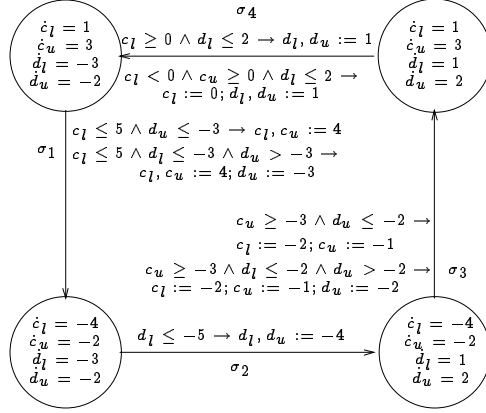 ċ_l = 1
ċ_u = 3
ḋ_l = −3
ḋ_u = −2
σ_4
c_l ≥ 0 ∧ d_l ≤ 2 → d_l, d_u := 1
c_l < 0 ∧ c_u ≥ 0 ∧ d_l ≤ 2 →
c_l := 0; d_l, d_u := 1
ċ_l = 1
ċ_u = 3
ḋ_l = 1
ḋ_u = 2
σ_1
c_l ≤ 5 ∧ d_u ≤ −3 → c_l, c_u := 4
c_l ≤ 5 ∧ d_l ≤ −3 ∧ d_u > −3 →
c_l, c_u := 4; d_u := −3
c_u ≥ −3 ∧ d_u ≤ −2 →
c_l := −2; c_u := −1
c_u ≥ −3 ∧ d_l ≤ −2 ∧ d_u > −2 →
c_l := −2; c_u := −1; d_u := −2
σ_3
ċ_l = −4
ċ_u = −2
ḋ_l = −3
ḋ_u = −2
d_l ≤ −5 → d_l, d_u := −4
σ_2
ċ_l = −4
ċ_u = −2
ḋ_l = 1
ḋ_u = 2